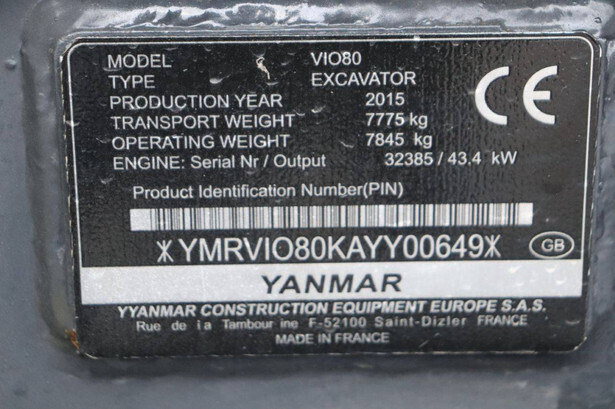 MODEL VIO80
TYPE EXCAVATOR
PRODUCTION YEAR 2015
TRANSPORT WEIGHT 7775 kg
OPERATING WEIGHT 7845 kg
ENGINE: Serial Nr / Output 32385 / 43.4 kW
CE
Product Identification Number(PIN)
*YMRVIO80KAYY00649*
GB
YANMAR
YYANMAR CONSTRUCTION EQUIPMENT EUROPE S.A.S.
Rue de la Tambour ine F-52100 Saint-Dizler FRANCE
MADE IN FRANCE